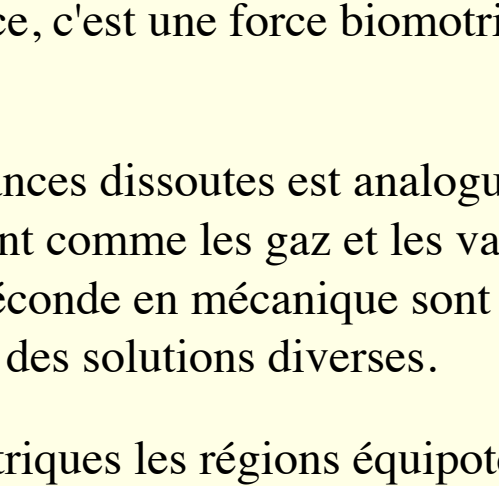 ce, c'est une force biomotri
ances dissoutes est analogu
nt comme les gaz et les va
éconde en mécanique sont
des solutions diverses.
triques les régions équipot